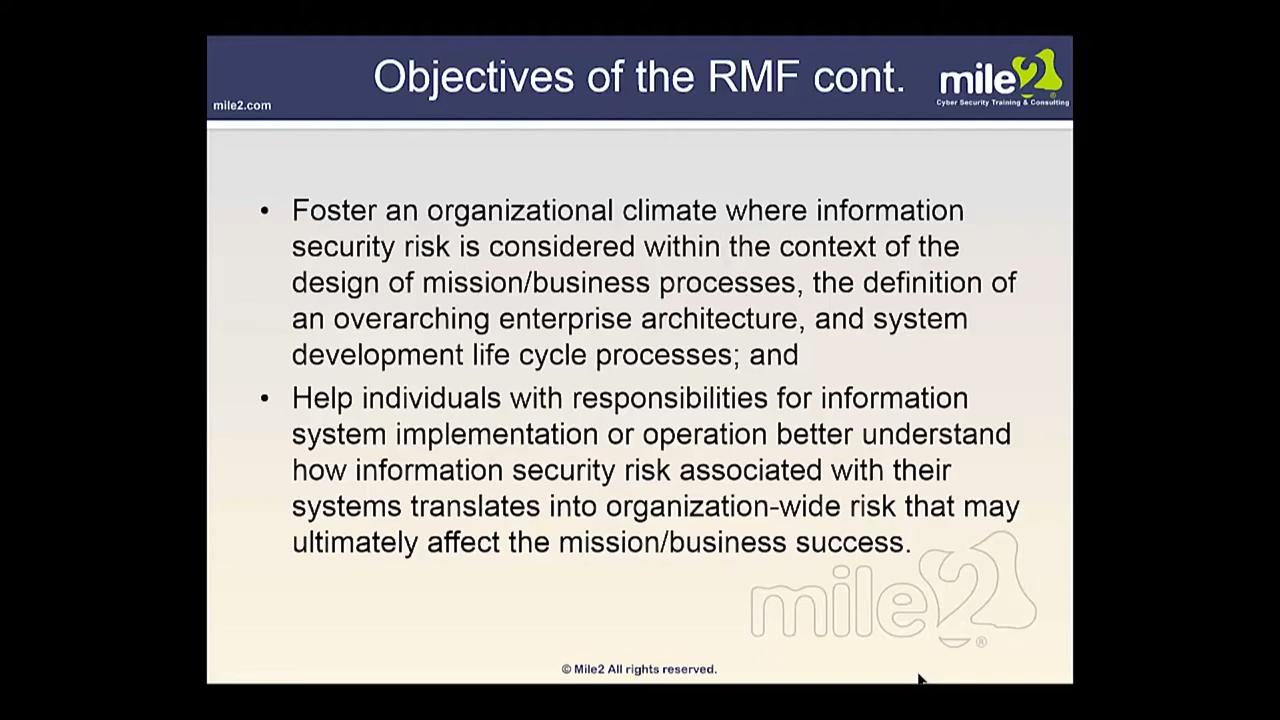 Objectives of the RMF cont.
mile2
mile2.com
Cyber Security Training & Consulting
• Foster an organizational climate where information
security risk is considered within the context of the
design of mission/business processes, the definition of
an overarching enterprise architecture, and system
development life cycle processes; and
• Help individuals with responsibilities for information
system implementation or operation better understand
how information security risk associated with their
systems translates into organization-wide risk that may
ultimately affect the mission/business success.
mile2®
© Mile2 All rights reserved.